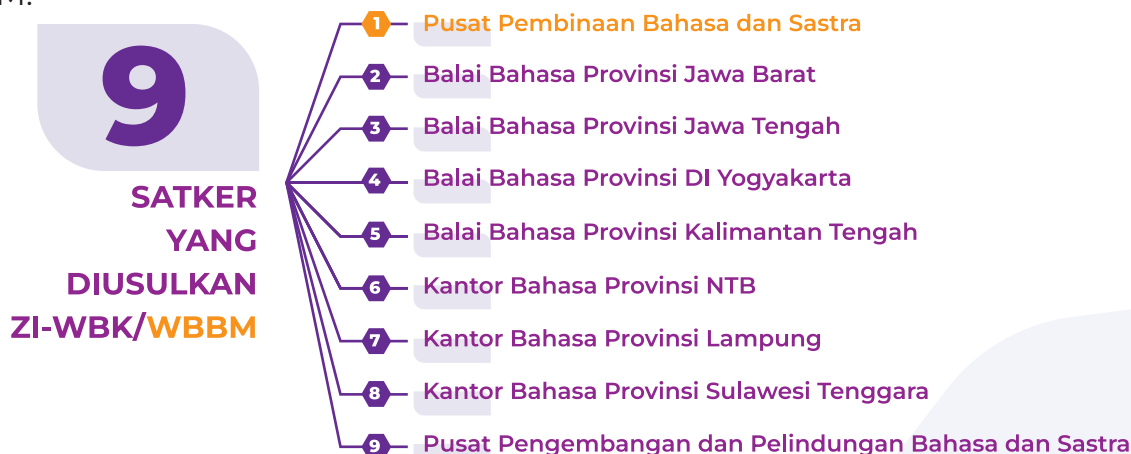 9
SATKER
YANG
DIUSULKAN
ZI-WBK/WBBM
1 Pusat Pembinaan Bahasa dan Sastra
2 Balai Bahasa Provinsi Jawa Barat
3 Balai Bahasa Provinsi Jawa Tengah
4 Balai Bahasa Provinsi DI Yogyakarta
5 Balai Bahasa Provinsi Kalimantan Tengah
6 Kantor Bahasa Provinsi NTB
7 Kantor Bahasa Provinsi Lampung
8 Kantor Bahasa Provinsi Sulawesi Tenggara
9 Pusat Pengembangan dan Pelindungan Bahasa dan Sastra